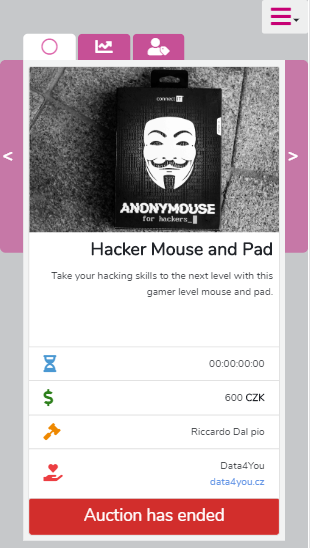 <
>
connect IT
ANONYMOUSE
for hackers_
Hacker Mouse and Pad
Take your hacking skills to the next level with this
gamer level mouse and pad.
00:00:00:00
600 CZK
Riccardo Dal pio
Data4You
data4you.cz
Auction has ended